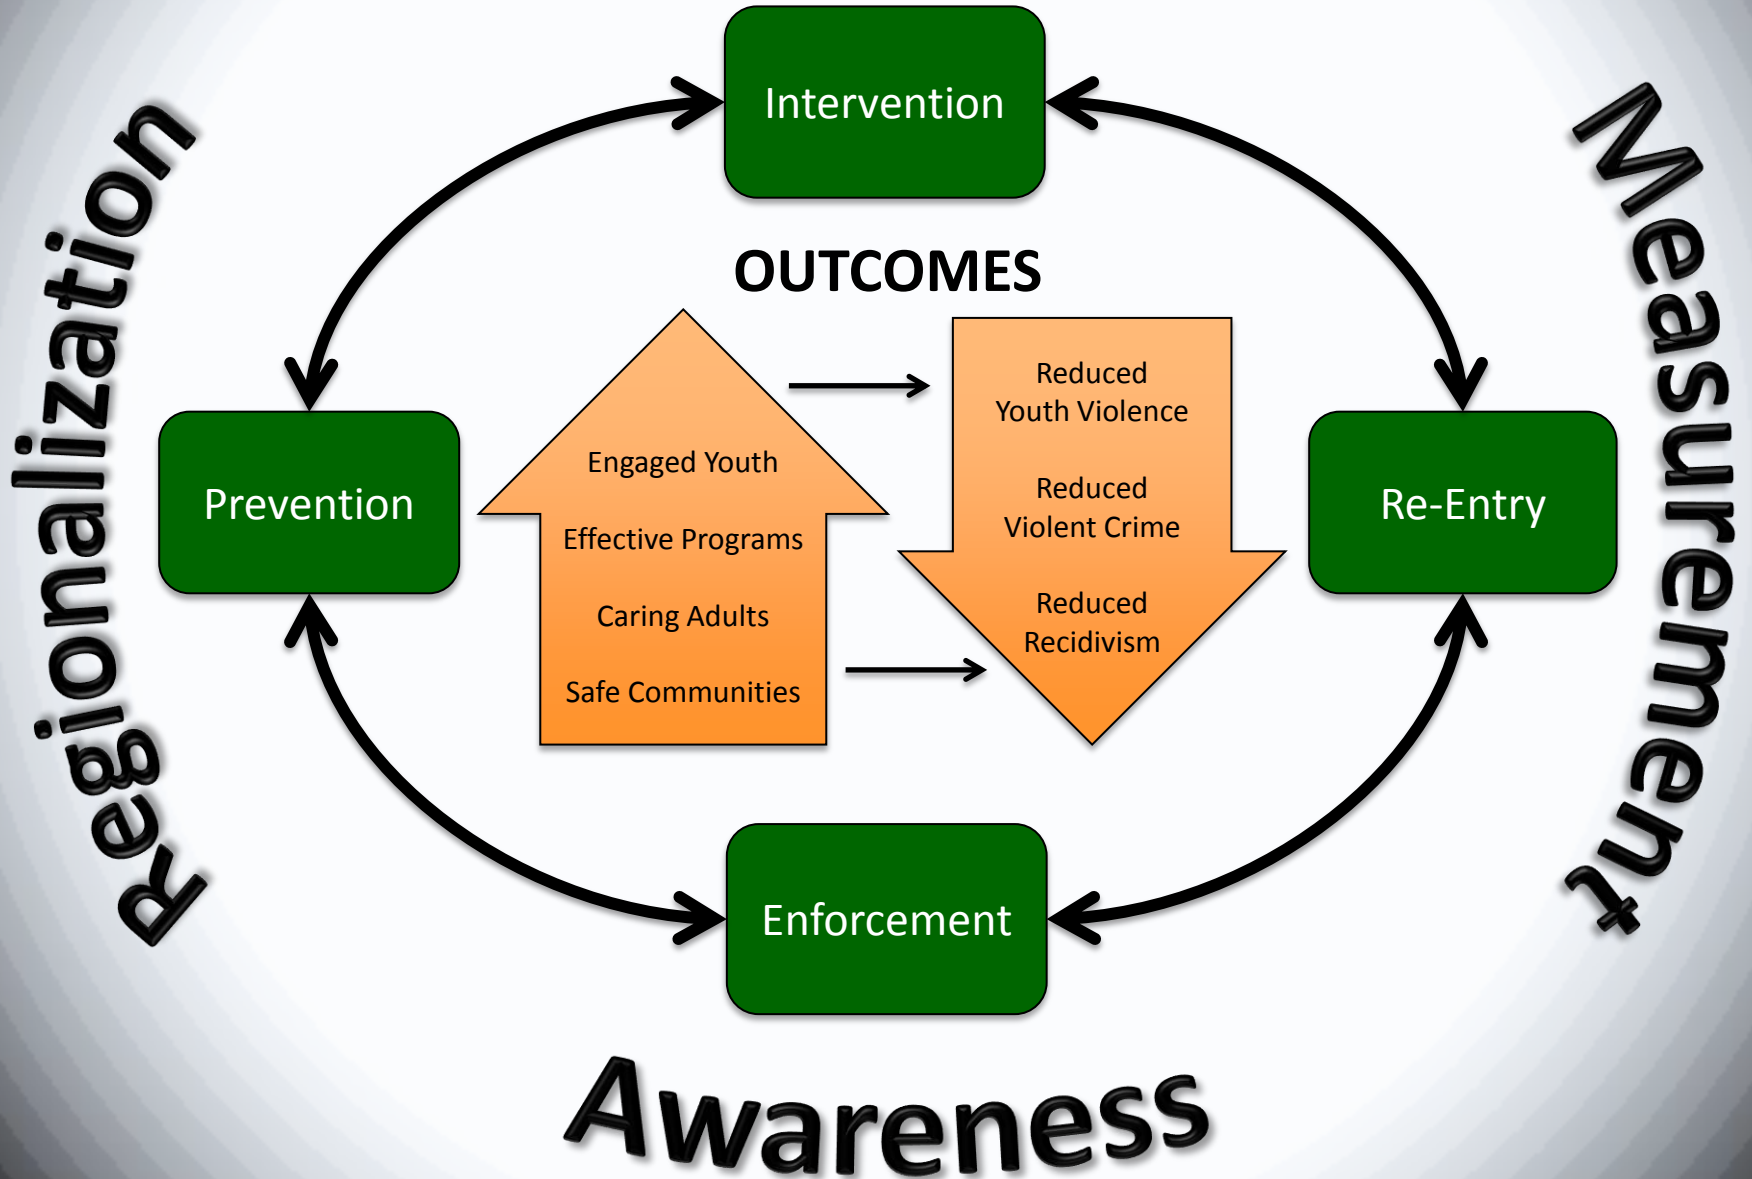 Intervention
Regionalization
Measurement
OUTCOMES
Engaged Youth
Effective Programs
Caring Adults
Safe Communities
Reduced
Youth Violence
Reduced
Violent Crime
Reduced
Recidivism
Prevention
Re-Entry
Enforcement
Awareness